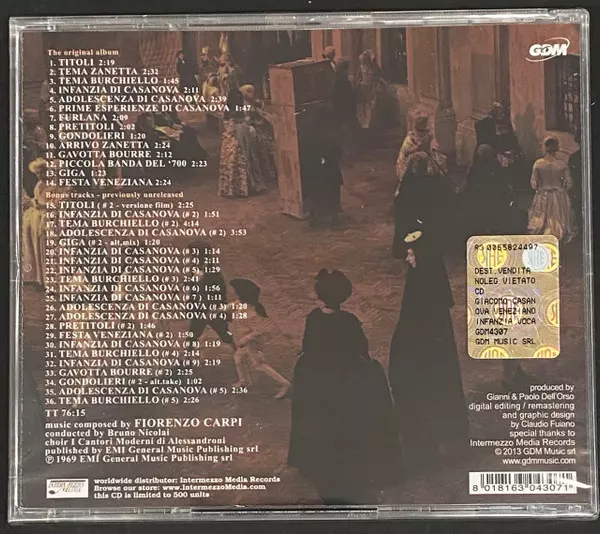 The original album
1. TITOLI 2:19
2. TEMA ZANETTA 2:32
3. TEMA BURCHIELLO 1:45
4. INFANZIA DI CASANOVA 2:11
5. ADOLESCENZA DI CASANOVA 2:39
6. PRIME ESPERIENZE DI CASANOVA 1:47
7. FURLANA 2:09
8. PRETITOLI 2:02
9. GONDOLIERI 1:20
10. ARRIVO ZANETTA 2:24
11. GAVOTTA BOURRE 2:12
12. PICCOLA BANDA DEL '700 2:23
13. GIGA 1:23
14. FESTA VENEZIANA 2:24
Bonus tracks - previously unreleased
15. TITOLI (# 2 - versione film) 2:25
16. INFANZIA DI CASANOVA (# 2) 1:51
17. TEMA BURCHIELLO (# 2) 4:14
18. ADOLESCENZA DI CASANOVA (# 2) 3:53
19. GIGA (# 2 - alt.mix) 1:20
20. INFANZIA DI CASANOVA (# 3) 1:14
21. INFANZIA DI CASANOVA (# 4) 2:11
22. INFANZIA DI CASANOVA (# 5) 1:29
23. TEMA BURCHIELLO (# 3) 2:41
24. INFANZIA DI CASANOVA (# 6) 1:56
25. INFANZIA DI CASANOVA (# 7) 1:11
26. ADOLESCENZA DI CASANOVA (# 3) 1:20
27. ADOLESCENZA DI CASANOVA (# 4) 1:28
28. PRETITOLI (# 2) 1:46
29. FESTA VENEZIANA (# 2) 1:50
30. INFANZIA DI CASANOVA (# 8) 1:19
31. TEMA BURCHIELLO (# 4) 2:14
32. INFANZIA DI CASANOVA (# 9) 2:19
33. GAVOTTA BOURRE (# 2) 2:25
34. GONDOLIERI (# 2 - alt.take) 1:02
35. ADOLESCENZA DI CASANOVA (# 5) 2:36
36. TEMA BURCHIELLO (# 5) 2:26
TT 76:15
music composed by FIORENZO CARPI
conducted by Bruno Nicolai
choir I Cantori Moderni di Alessandroni
published by EMI General Music Publishing srl
℗ 1969 EMI General Music Publishing srl
INTERMEZZO
MEDIA
worldwide distributor: Intermezzo Media Records
Browse our store: www.IntermezzoMedia.com
this CD is limited to 500 units
GDM
RJ 0065824497
DEST. VENDITA
NOLEG VIETATO
CD
GIACOMO CASAN
OVA VENEZIANO
INFANZIA VOCA
GDM4307
GDM MUSIC SRL
produced by
Gianni & Paolo Dell'Orso
digital editing / remastering
and graphic design
by Claudio Fuiano
special thanks to
Intermezzo Media Records
© 2013 GDM Music srl
www.gdmmusic.com
8 018163 043071